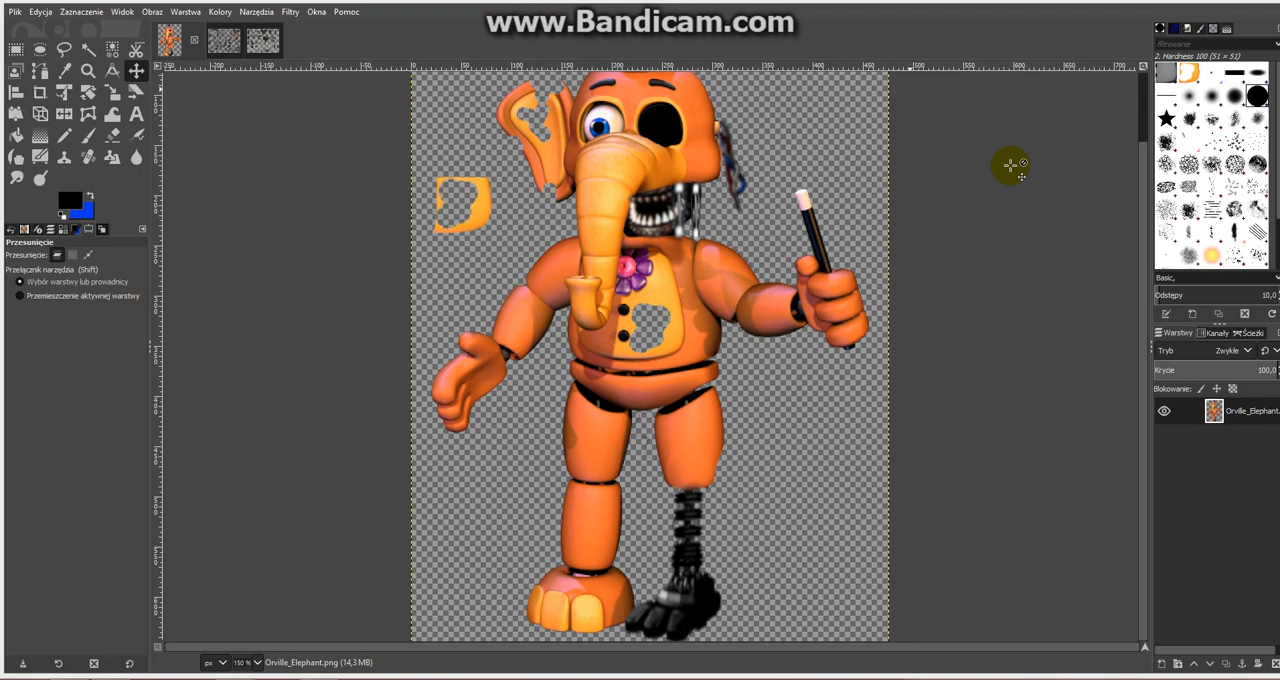 www.Bandicam.com
Plik Edycja Zaznaczenie Widok Obraz Warstwa Kolory Narzędzia Filtry Okna Pomoc
filtrowanie
2. Hardness 100 (51 × 51)
Przesunięcie
Przełącznik narzędzia (Shift)
Wybór warstwy lub prowadnicy
Przemieszczenie aktywnej warstwy
Basic,
Odstępy 10,0
Warstwy Kanały Ścieżki
Tryb Zwykłe
Krycie 100,0
Blokowanie:
Orville_Elephant.
px 150 % Orville_Elephant.png (14,3 MB)